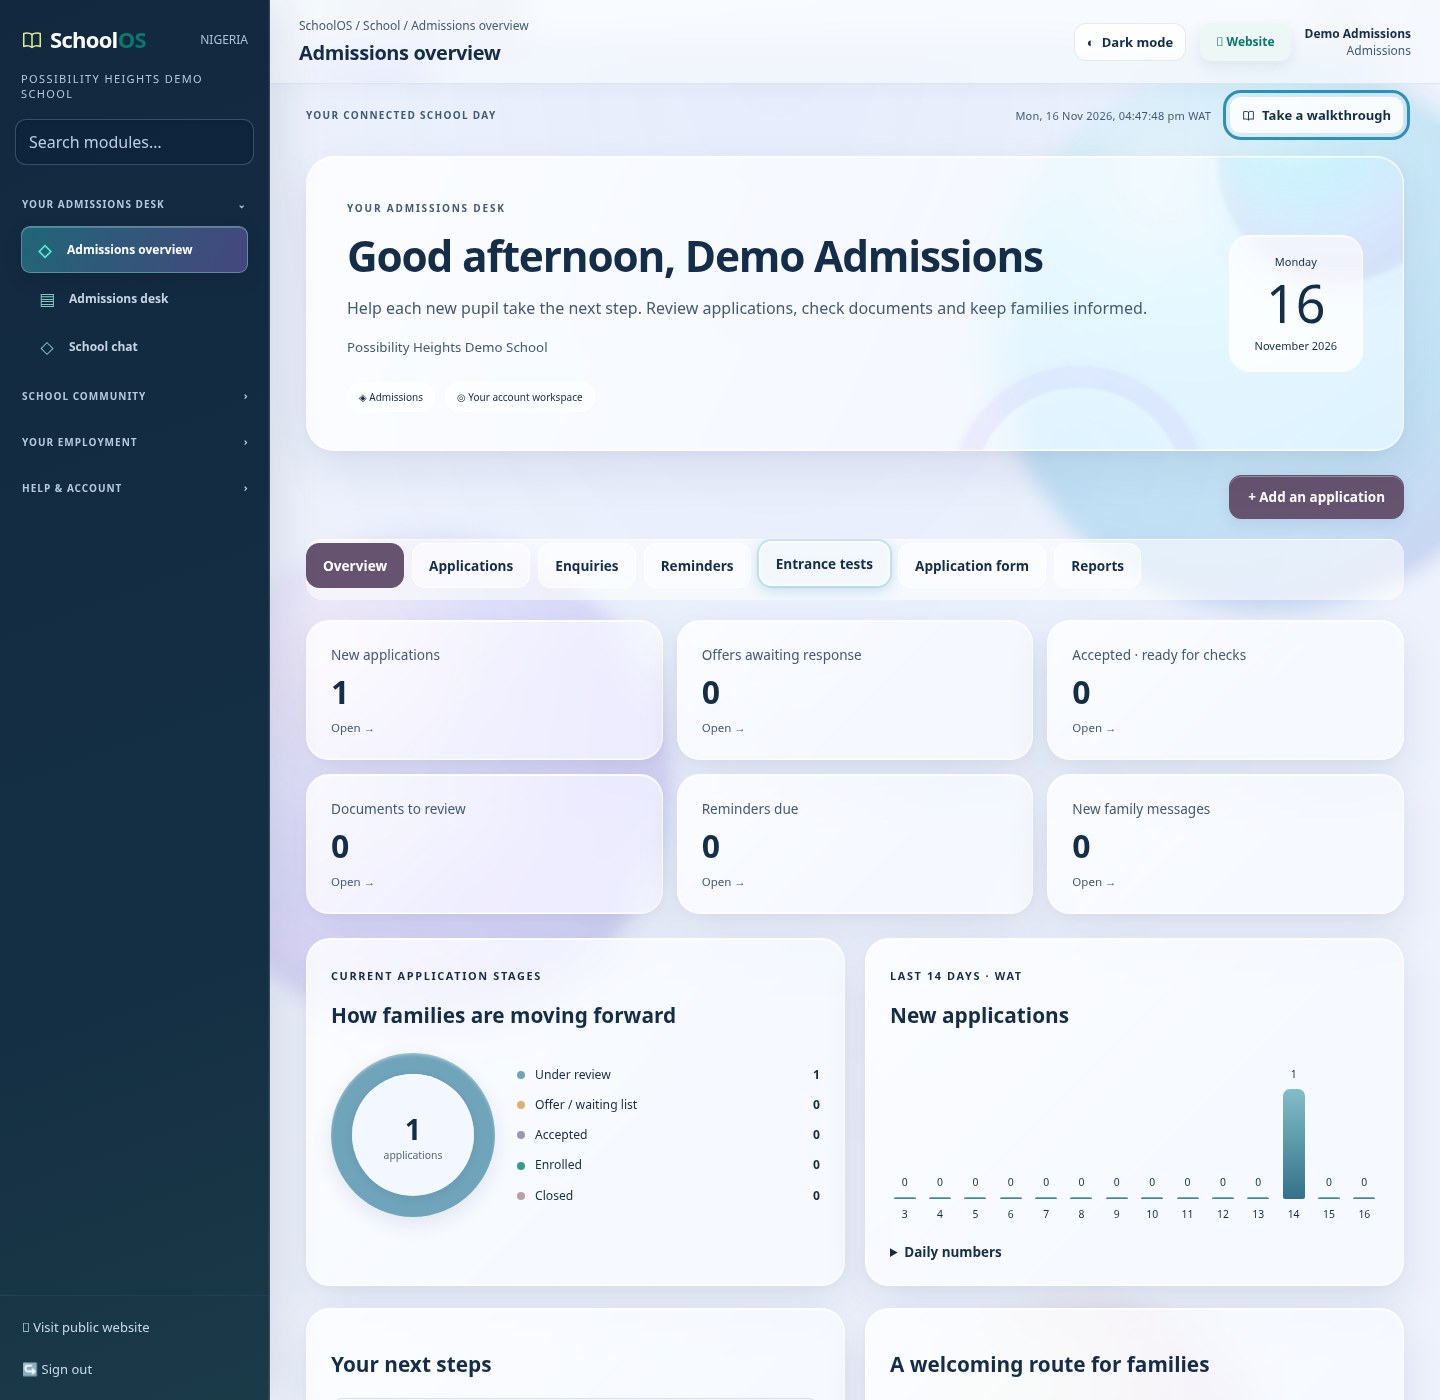 SchoolOS
NIGERIA
POSSIBILITY HEIGHTS DEMO
SCHOOL
Search modules...
YOUR ADMISSIONS DESK
Admissions overview
Admissions desk
School chat
SCHOOL COMMUNITY
YOUR EMPLOYMENT
HELP & ACCOUNT
Visit public website
Sign out
SchoolOS / School / Admissions overview
Admissions overview
Dark mode
Website
Demo Admissions
Admissions
YOUR CONNECTED SCHOOL DAY
Mon, 16 Nov 2026, 04:47:48 pm WAT
Take a walkthrough
YOUR ADMISSIONS DESK
Good afternoon, Demo Admissions
Help each new pupil take the next step. Review applications, check documents and keep families informed.
Possibility Heights Demo School
◈ Admissions
◎ Your account workspace
Monday
16
November 2026
+ Add an application
Overview
Applications
Enquiries
Reminders
Entrance tests
Application form
Reports
New applications
1
Open →
Offers awaiting response
0
Open →
Accepted · ready for checks
0
Open →
Documents to review
0
Open →
Reminders due
0
Open →
New family messages
0
Open →
CURRENT APPLICATION STAGES
How families are moving forward
1
applications
Under review 1
Offer / waiting list 0
Accepted 0
Enrolled 0
Closed 0
LAST 14 DAYS · WAT
New applications
1
0 0 0 0 0 0 0 0 0 0 0 0 0
3 4 5 6 7 8 9 10 11 12 13 14 15 16
Daily numbers
Your next steps
A welcoming route for families